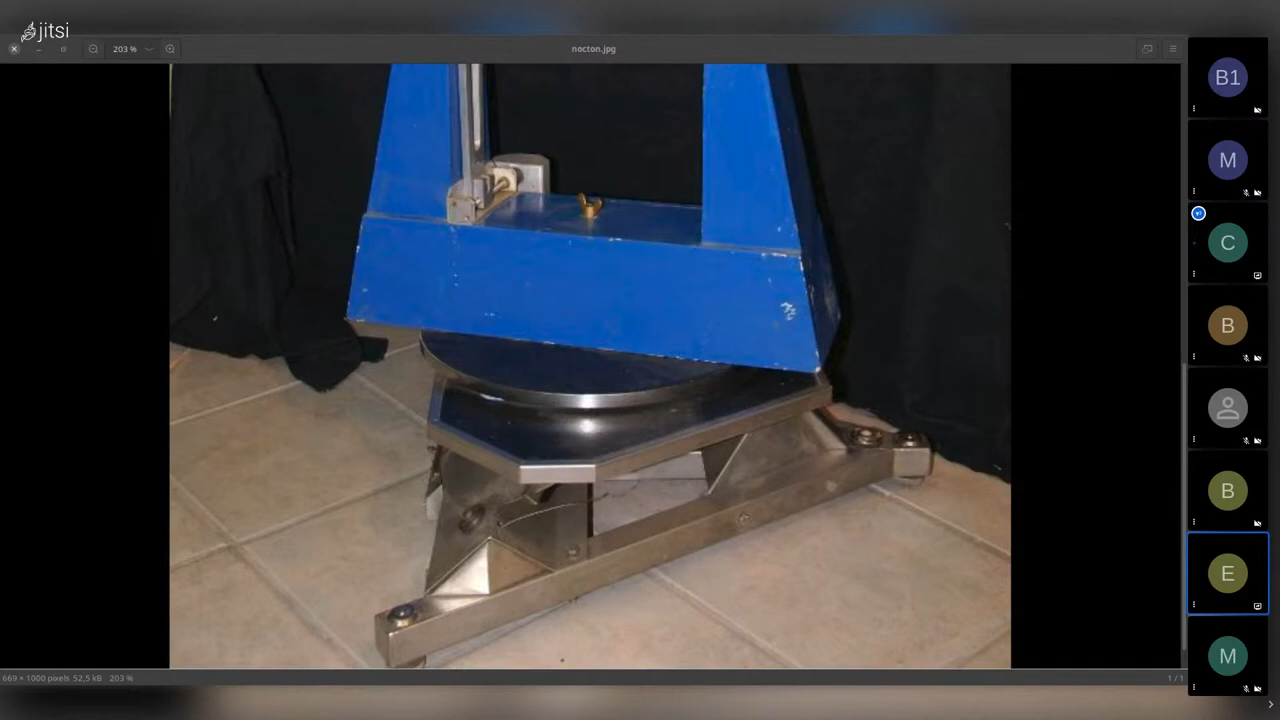 jitsi
203 %
nocton.jpg
B1
M
C
B
B
E
M
669 × 1000 pixels 52,5 kB 203 %
1 / 1